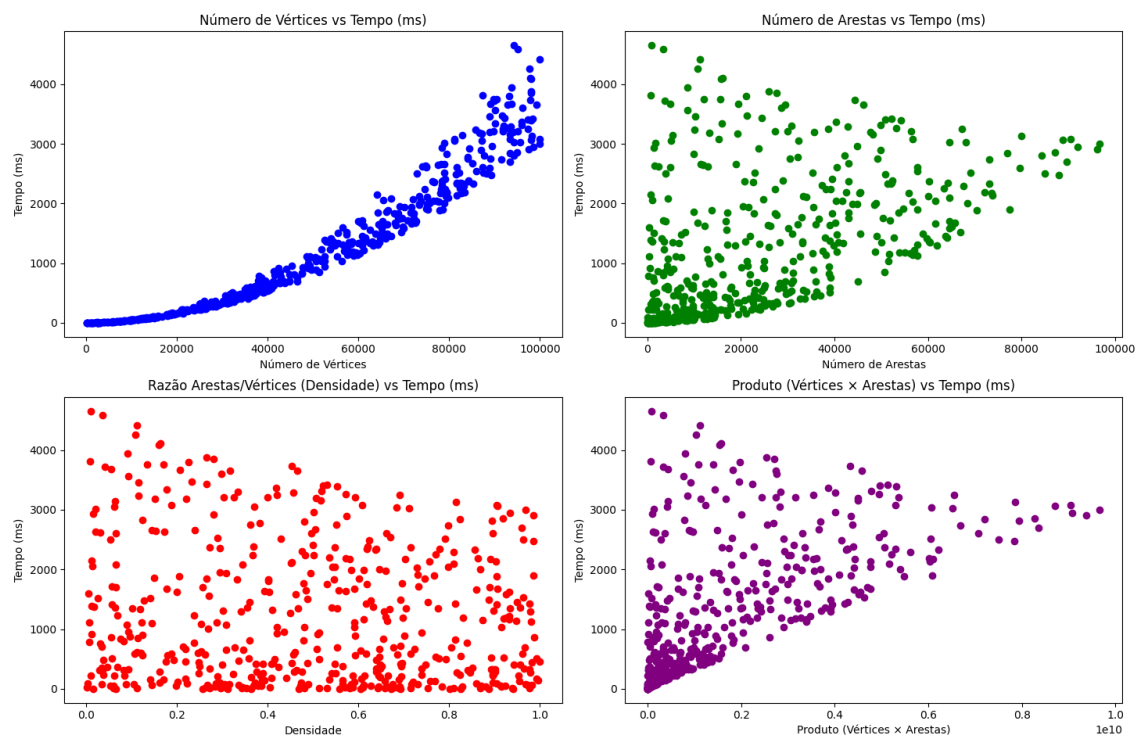 Número de Vértices vs Tempo (ms)
Tempo (ms)
4000
3000
2000
1000
0
0 20000 40000 60000 80000 100000
Número de Vértices
Número de Arestas vs Tempo (ms)
Tempo (ms)
4000
3000
2000
1000
0
0 20000 40000 60000 80000 100000
Número de Arestas
Razão Arestas/Vértices (Densidade) vs Tempo (ms)
Tempo (ms)
4000
3000
2000
1000
0
0.0 0.2 0.4 0.6 0.8 1.0
Densidade
Produto (Vértices × Arestas) vs Tempo (ms)
Tempo (ms)
4000
3000
2000
1000
0
0.0 0.2 0.4 0.6 0.8 1.0
1e10
Produto (Vértices × Arestas)